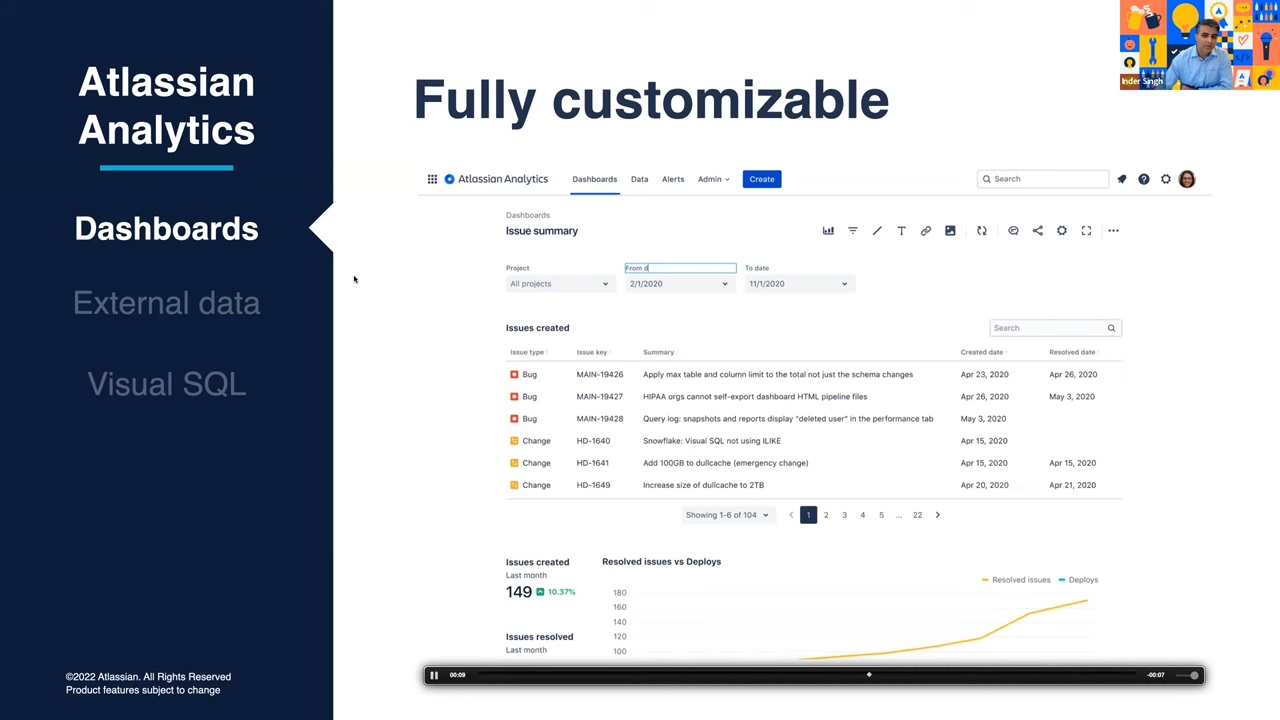 Atlassian
Analytics
Dashboards
External data
Visual SQL
©2022 Atlassian. All Rights Reserved
Product features subject to change
Fully customizable
Inder Singh
Atlassian Analytics Dashboards Data Alerts Admin Create Search
Dashboards
Issue summary
Project From d To date
All projects 2/1/2020 11/1/2020
Issues created Search
Issue type Issue key Summary Created date Resolved date
Bug MAIN-19426 Apply max table and column limit to the total not just the schema changes Apr 23, 2020 Apr 26, 2020
Bug MAIN-19427 HIPAA orgs cannot self-export dashboard HTML pipeline files Apr 26, 2020 May 3, 2020
Bug MAIN-19428 Query log: snapshots and reports display "deleted user" in the performance tab May 3, 2020
Change HD-1640 Snowflake: Visual SQL not using ILIKE Apr 15, 2020
Change HD-1641 Add 100GB to dullcache (emergency change) Apr 15, 2020 Apr 15, 2020
Change HD-1649 Increase size of dullcache to 2TB Apr 20, 2020 Apr 21, 2020
Showing 1-6 of 104 1 2 3 4 5 ... 22
Issues created
Last month
149 10.37%
Issues resolved
Last month
Resolved issues vs Deploys
Resolved issues Deploys
180
160
140
120
100
00:09 -00:07